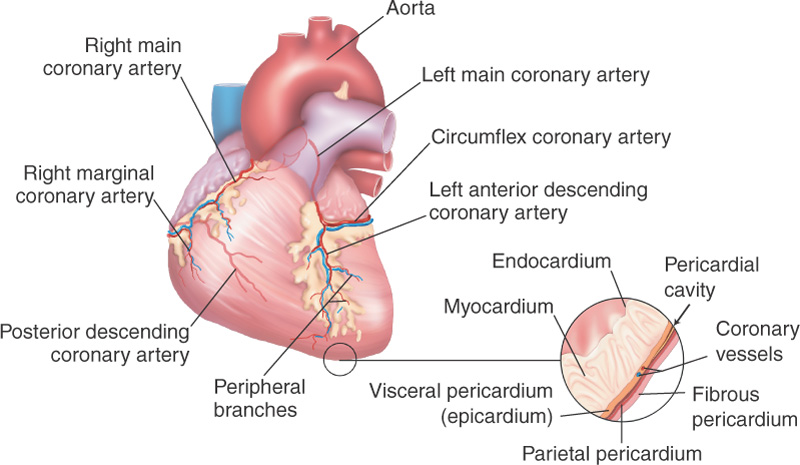 Aorta
Right main
coronary artery
Left main coronary artery
Circumflex coronary artery
Right marginal
coronary artery
Left anterior descending
coronary artery
Endocardium
Pericardial
cavity
Myocardium
Posterior descending
coronary artery
Coronary
vessels
Peripheral
branches
Visceral pericardium
(epicardium)
Fibrous
pericardium
Parietal pericardium